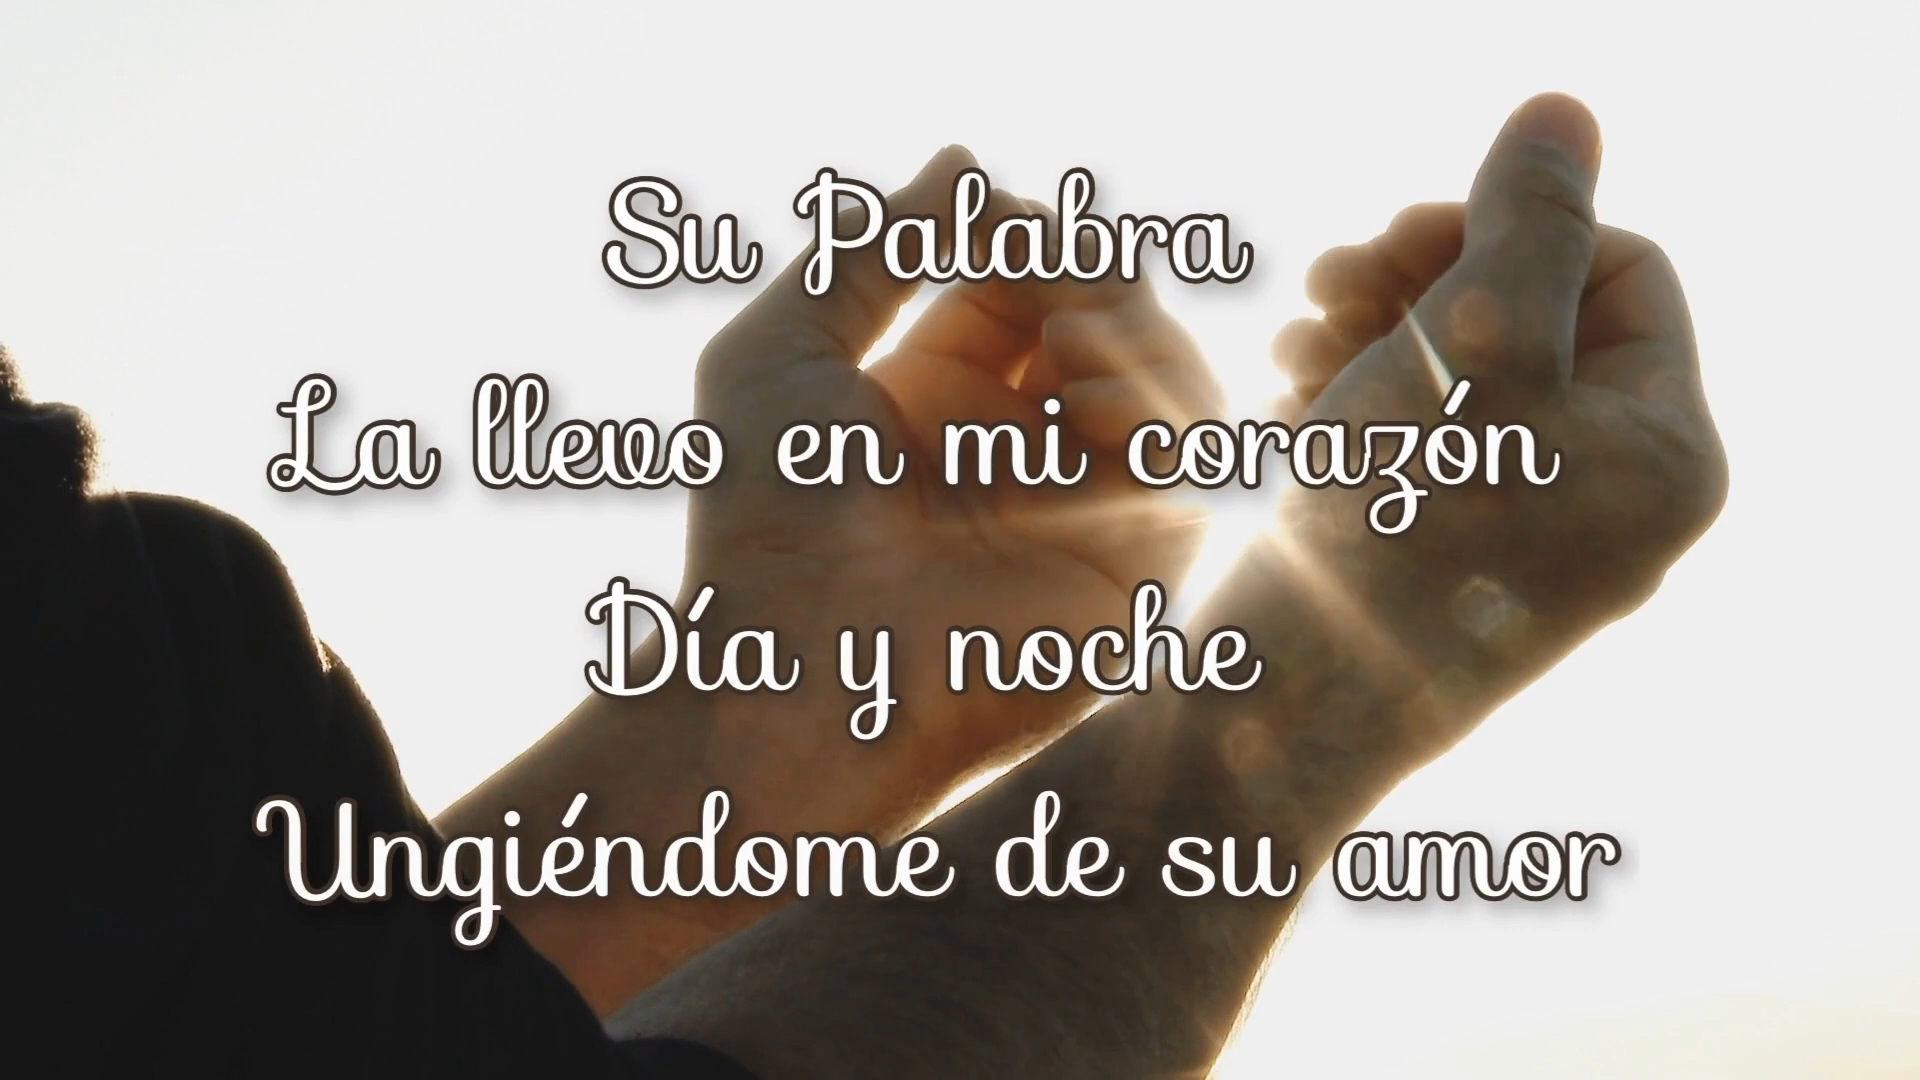 Su Palabra
La llevo en mi corazón
Día y noche
Ungiéndome de su amor